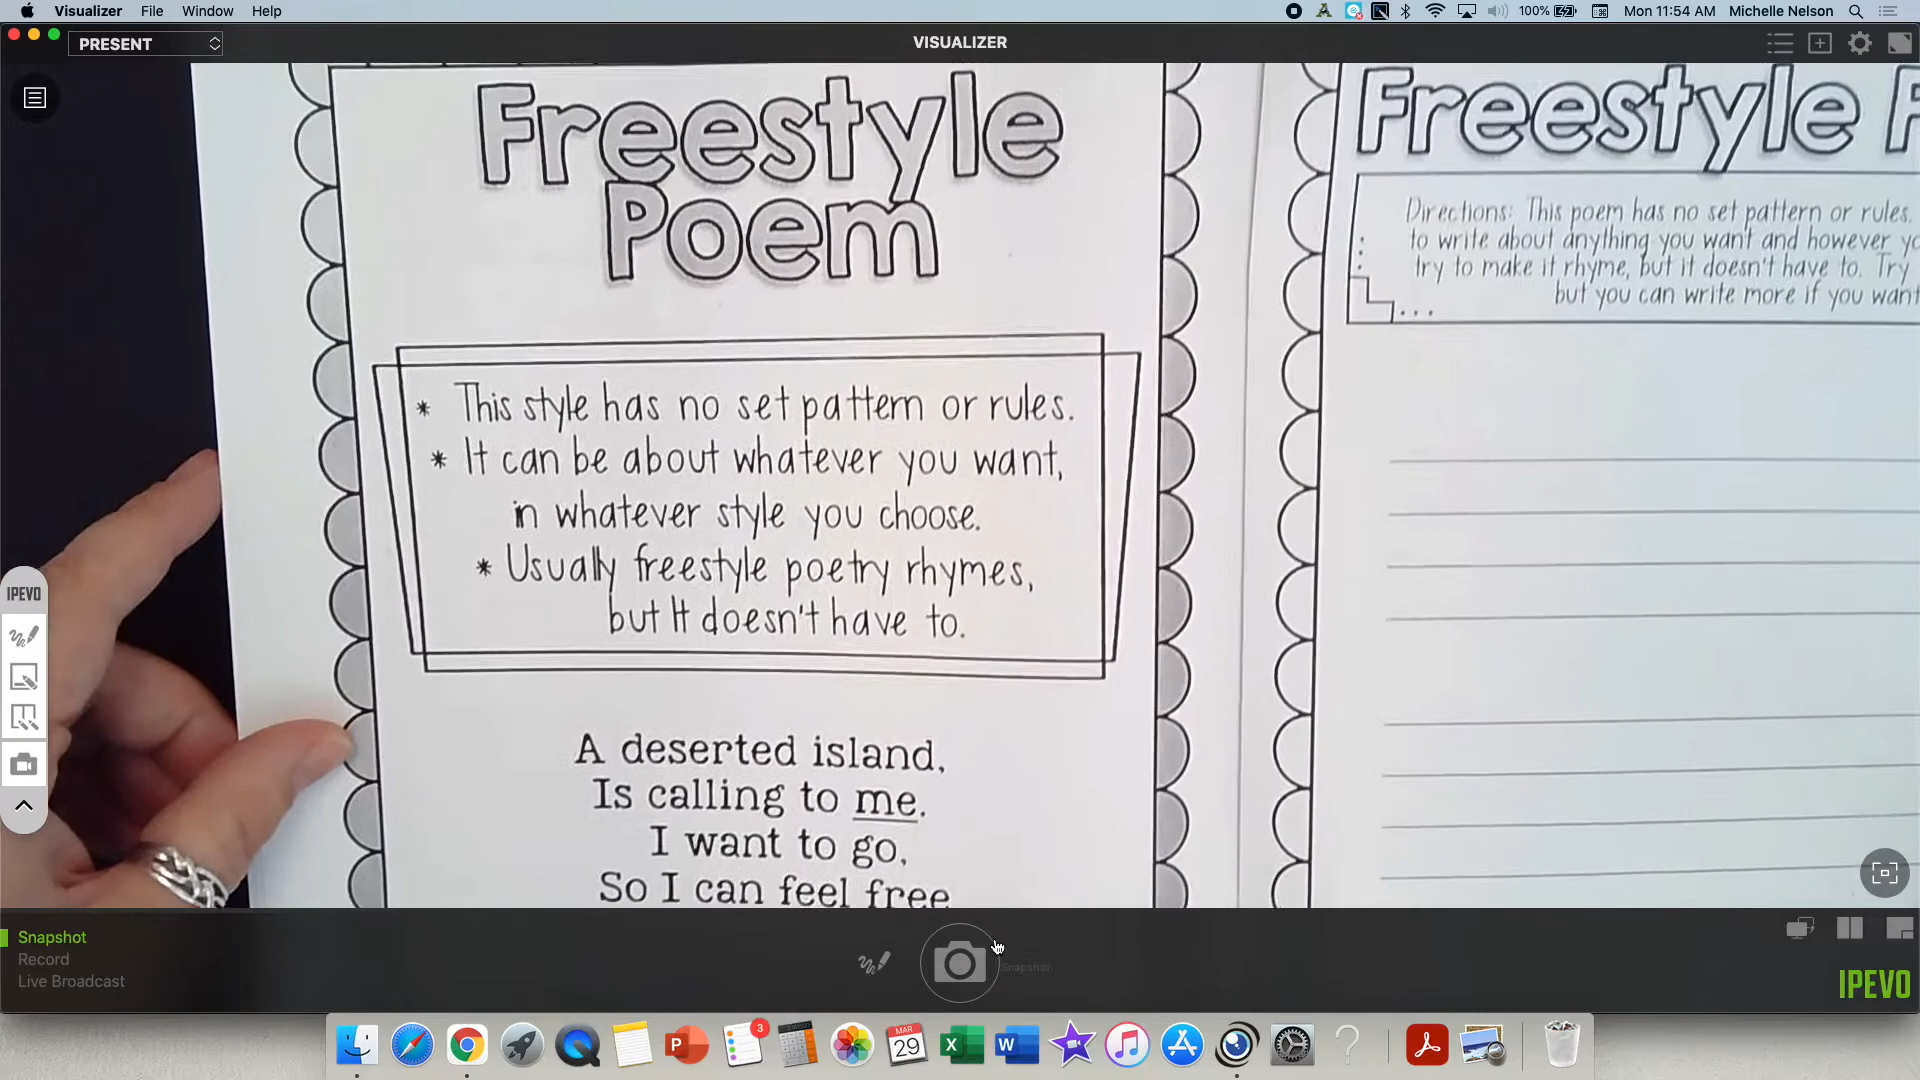 Visualizer File Window Help
100% Mon 11:54 AM Michelle Nelson
PRESENT
VISUALIZER
Freestyle
Poem
* This style has no set pattern or rules.
* It can be about whatever you want,
in whatever style you choose.
* Usually freestyle poetry rhymes,
but It doesn't have to.
A deserted island,
Is calling to me.
I want to go,
So I can feel free
Freestyle P
Directions: This poem has no set pattern or rules.
to write about anything you want and however yo
try to make it rhyme, but it doesn't have to. Try
but you can write more if you want
IPEVO
Snapshot
Record
Live Broadcast
Snapshot
IPEVO
3
MAR
29